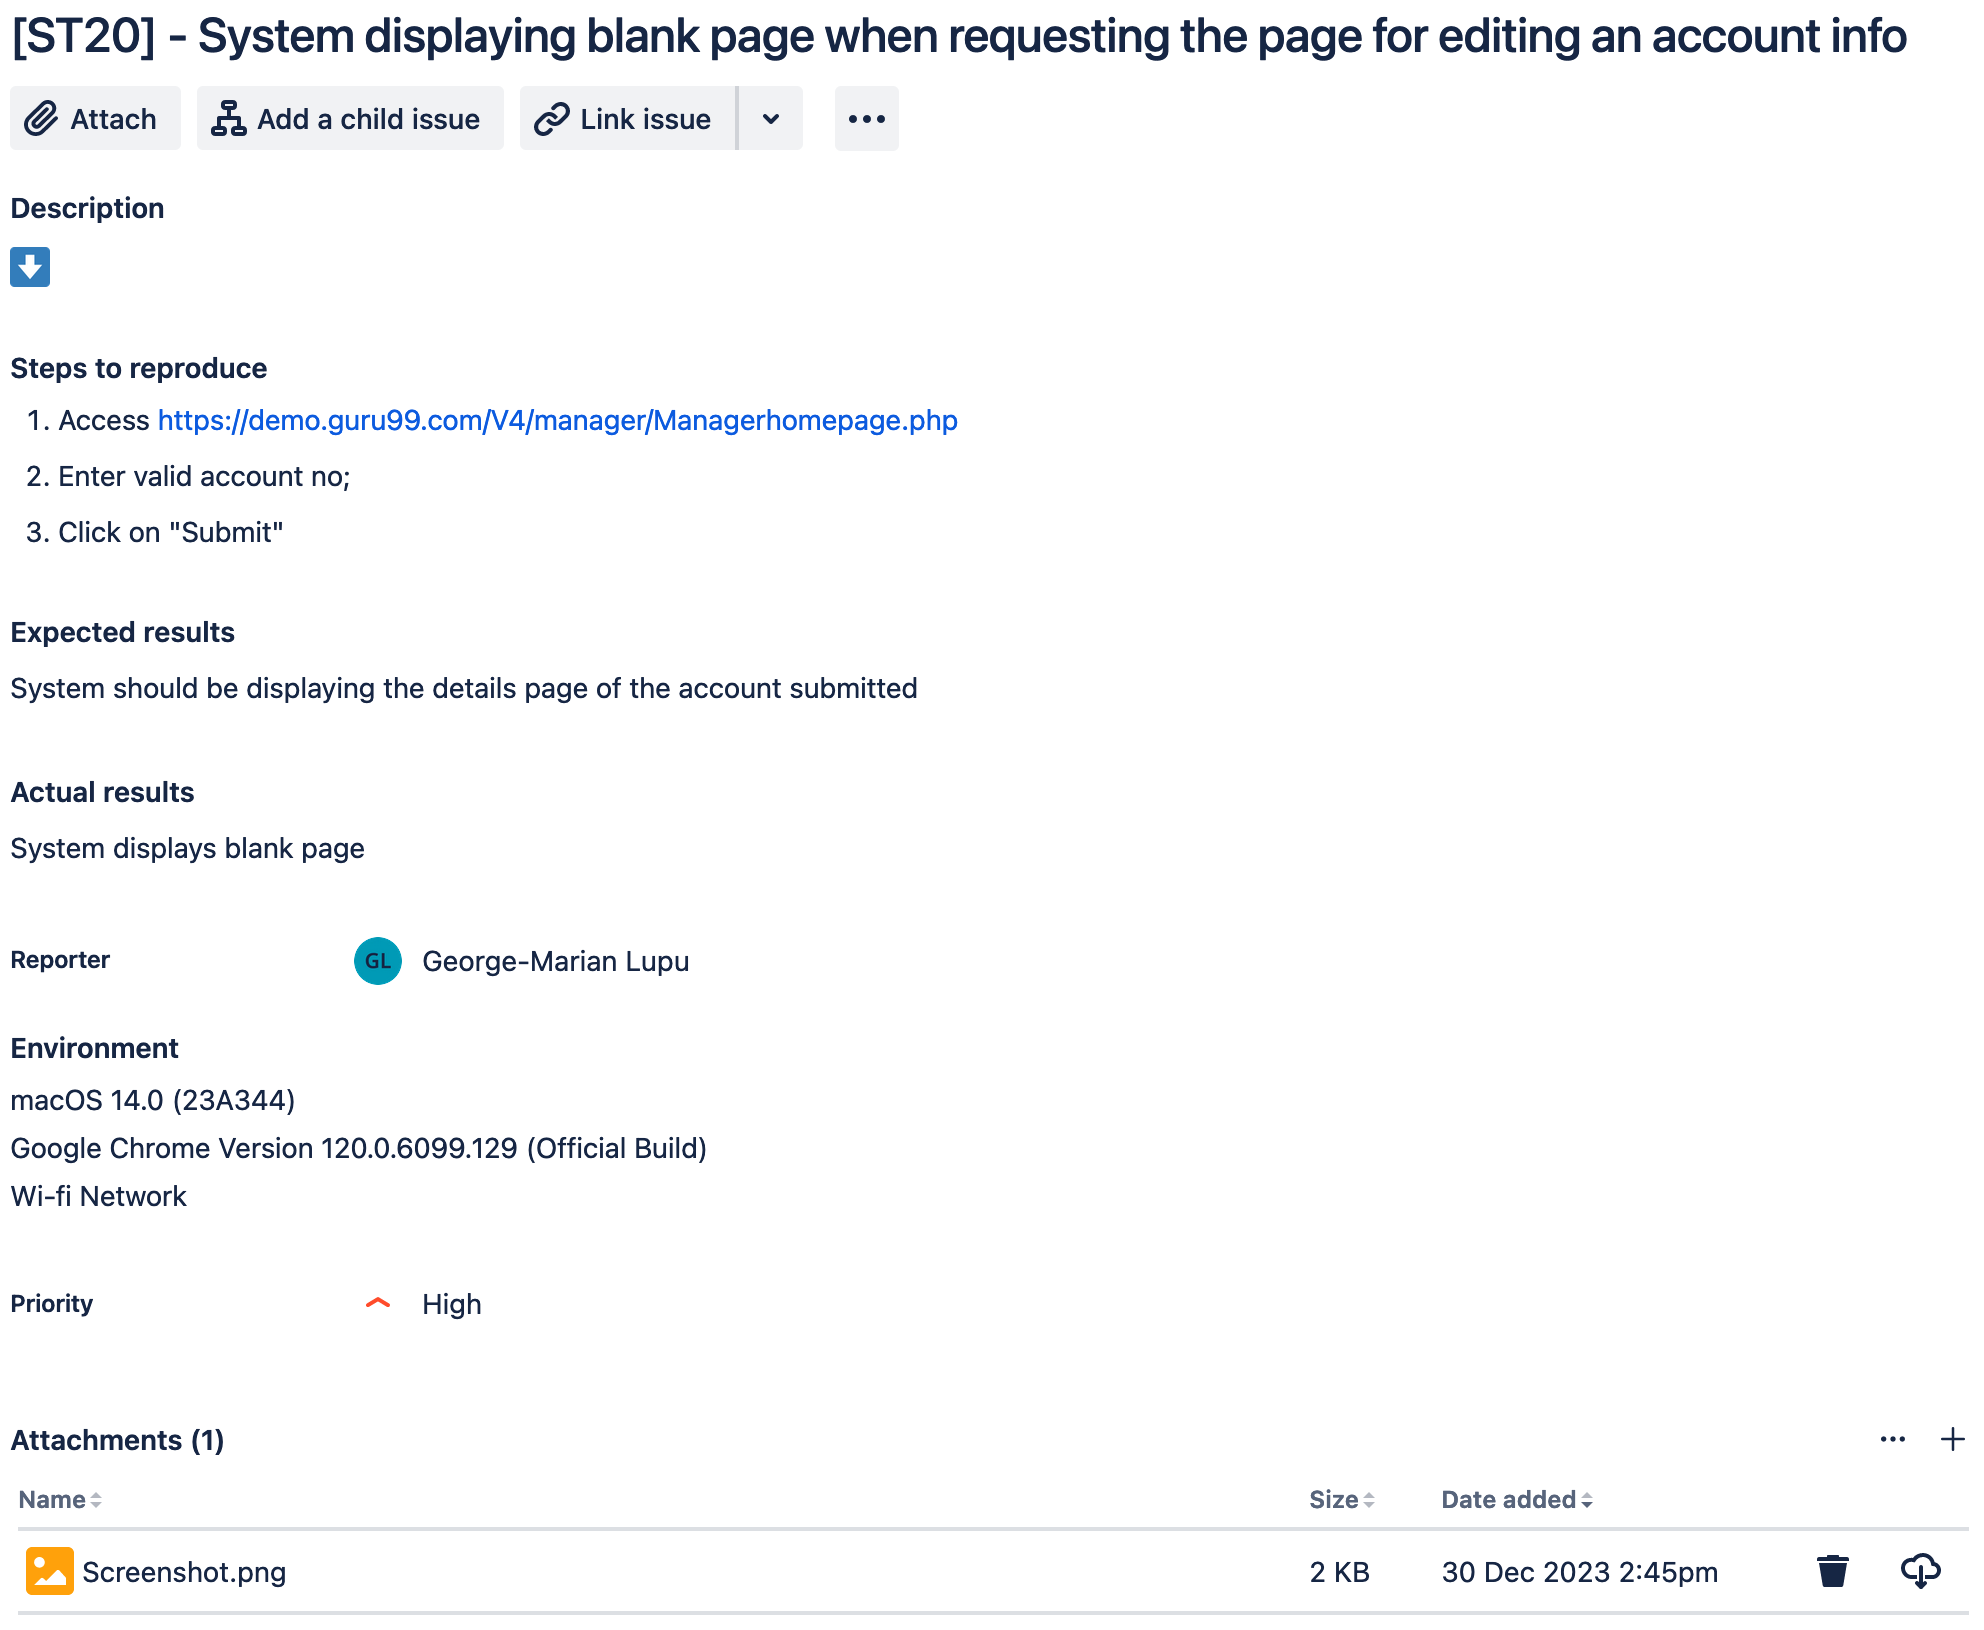 [ST20] - System displaying blank page when requesting the page for editing an account info
Attach Add a child issue Link issue
Description
Steps to reproduce
1. Access https://demo.guru99.com/V4/manager/Managerhomepage.php
2. Enter valid account no;
3. Click on "Submit"
Expected results
System should be displaying the details page of the account submitted
Actual results
System displays blank page
Reporter GL George-Marian Lupu
Environment
macOS 14.0 (23A344)
Google Chrome Version 120.0.6099.129 (Official Build)
Wi-fi Network
Priority High
Attachments (1)
Name Size Date added
Screenshot.png 2 KB 30 Dec 2023 2:45pm